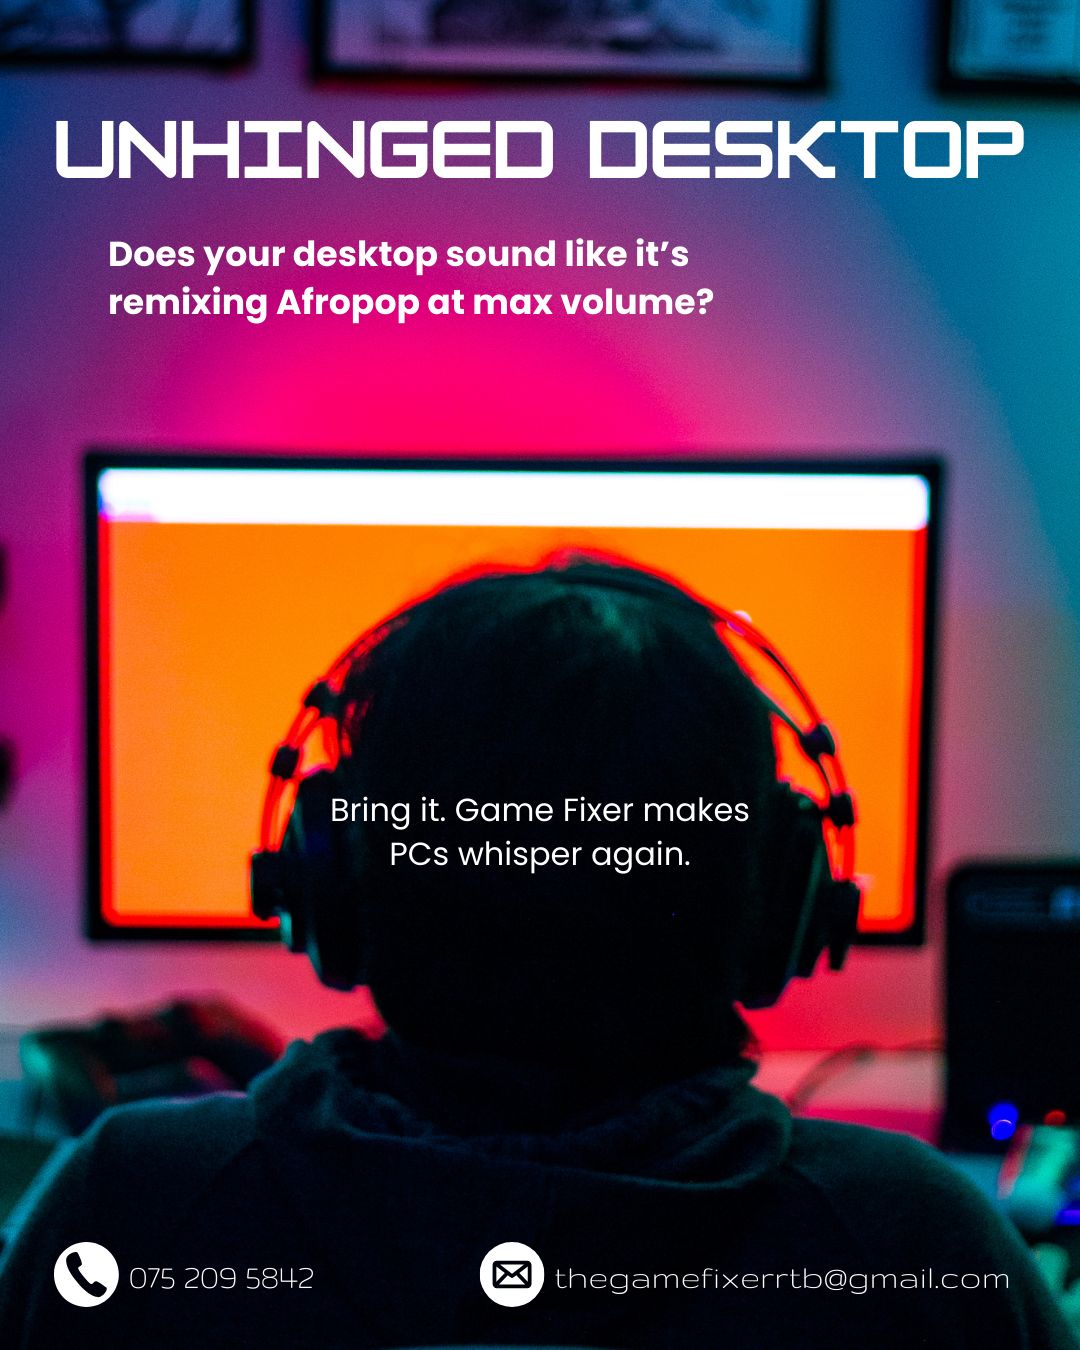 UNHINGED DESKTOP
Does your desktop sound like it’s
remixing Afropop at max volume?
Bring it. Game Fixer makes
PCs whisper again.
075 209 5842
thegamefixerrtb@gmail.com